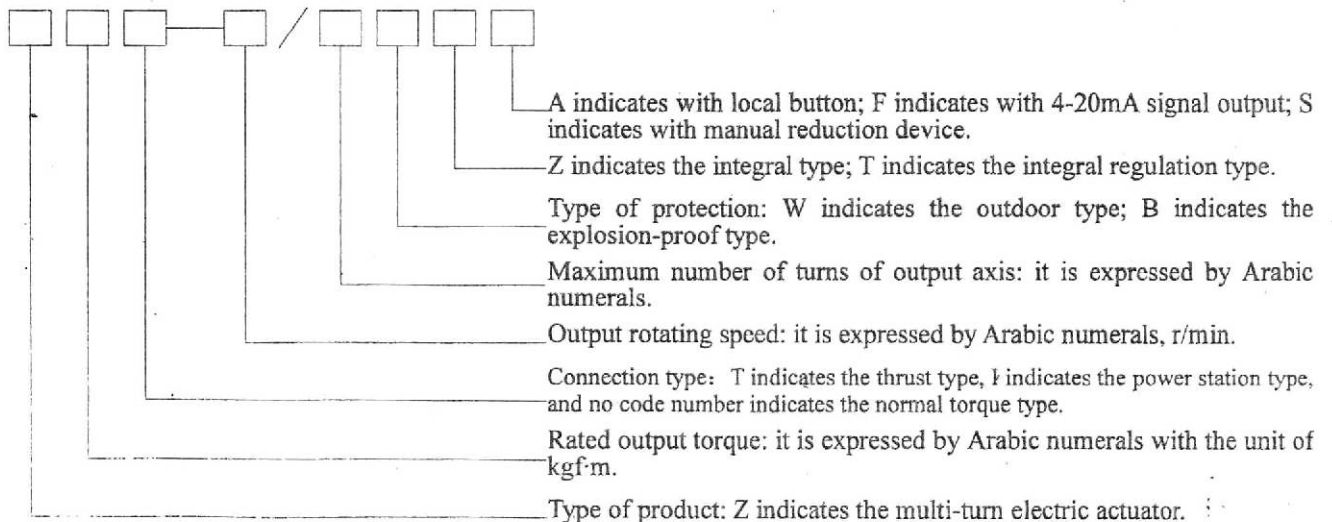 A indicates with local button; F indicates with 4-20mA signal output; S
indicates with manual reduction device.
Z indicates the integral type; T indicates the integral regulation type.
Type of protection: W indicates the outdoor type; B indicates the
explosion-proof type.
Maximum number of turns of output axis: it is expressed by Arabic
numerals.
Output rotating speed: it is expressed by Arabic numerals, r/min.
Connection type: T indicates the thrust type, I indicates the power station type,
and no code number indicates the normal torque type.
Rated output torque: it is expressed by Arabic numerals with the unit of
kgf·m.
Type of product: Z indicates the multi-turn electric actuator.